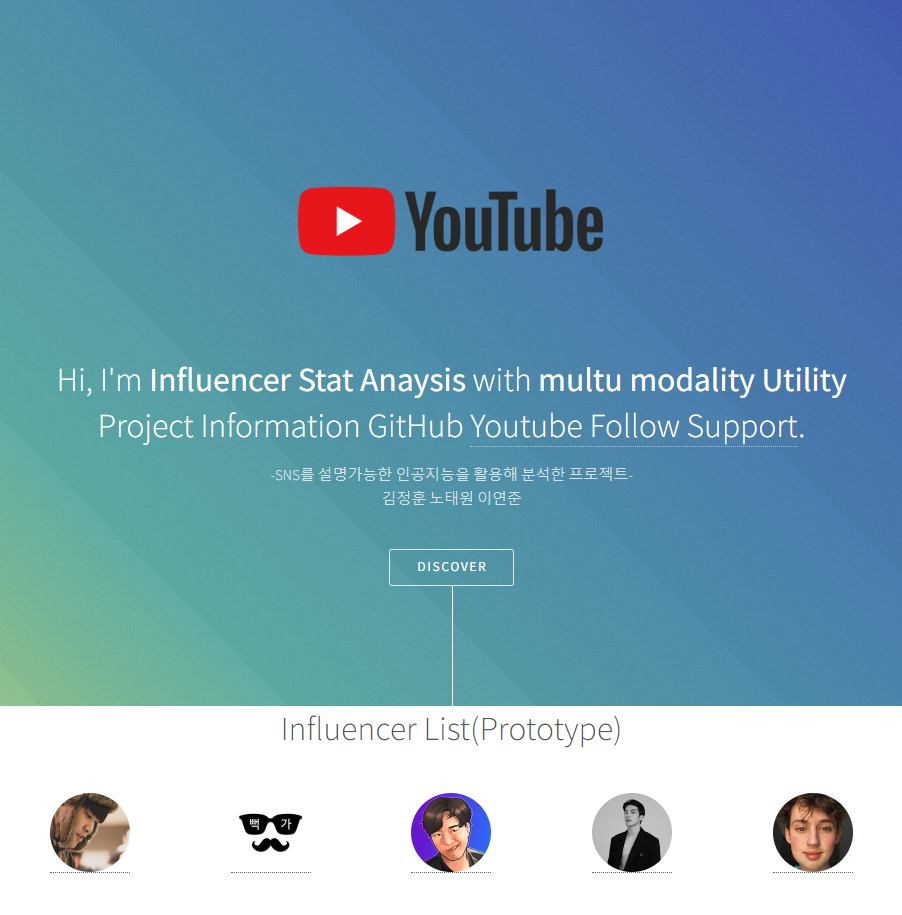 YouTube
Hi, I'm Influencer Stat Anaysis with multu modality Utility
Project Information GitHub Youtube Follow Support.
-SNS를 설명가능한 인공지능을 활용해 분석한 프로젝트-
김정훈 노태원 이연준
DISCOVER
Influencer List(Prototype)
뻑 가